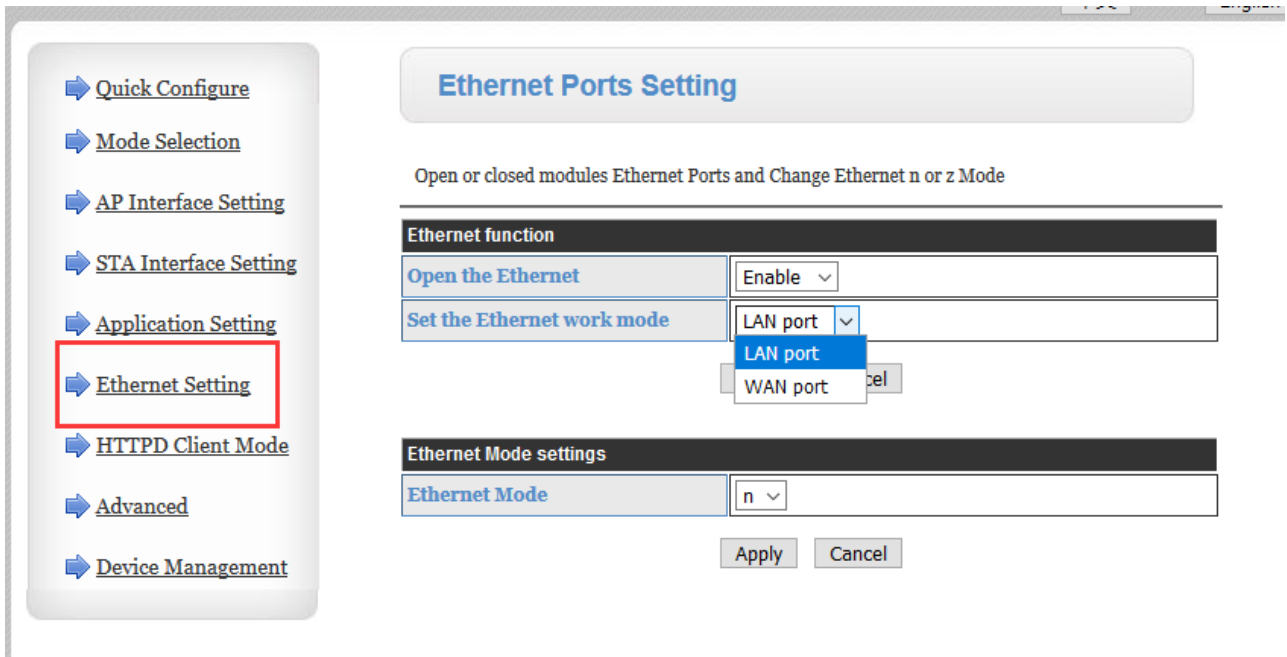 Quick Configure
Mode Selection
AP Interface Setting
STA Interface Setting
Application Setting
Ethernet Setting
HTTPD Client Mode
Advanced
Device Management
Ethernet Ports Setting
Open or closed modules Ethernet Ports and Change Ethernet n or z Mode
Ethernet function
Open the Ethernet Enable
Set the Ethernet work mode LAN port
LAN port
WAN port
Ethernet Mode settings
Ethernet Mode n
Apply Cancel